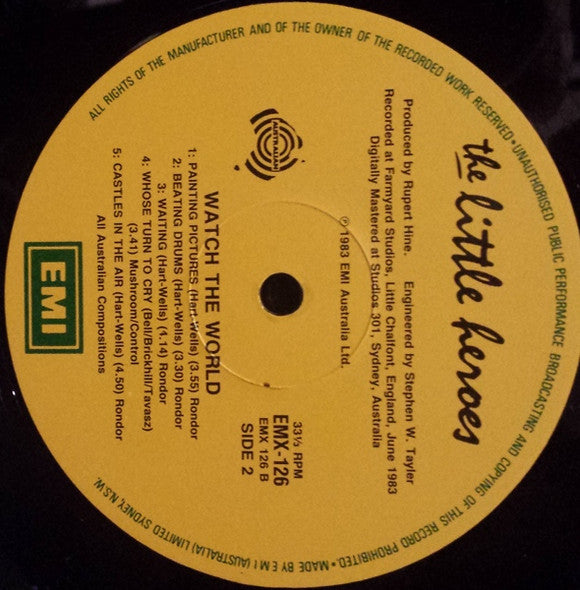 the little heroes
Produced by Rupert Hine. Engineered by Stephen W. Tayler
Recorded at Farmyard Studios, Little Chalfont, England, June 1983
Digitally Mastered at Studios 301, Sydney, Australia
℗ 1983 EMI Australia Ltd.
AUSTRALIAN
33⅓ RPM
EMX-126
EMX 126 B
SIDE 2
WATCH THE WORLD
1: PAINTING PICTURES (Hart-Wells) (3.55) Rondor
2: BEATING DRUMS (Hart-Wells) (3.30) Rondor
3: WAITING (Hart-Wells) (4.14) Rondor
4: WHOSE TURN TO CRY (Bell/Brickhill/Tavasz)
(3.41) Mushroom/Control
5: CASTLES IN THE AIR (Hart-Wells) (4.50) Rondor
All Australian Compositions
EMI
ALL RIGHTS OF THE MANUFACTURER AND OF THE OWNER OF THE RECORDED WORK RESERVED • UNAUTHORISED PUBLIC PERFORMANCE BROADCASTING AND COPYING OF THIS RECORD PROHIBITED. • MADE BY E M I (AUSTRALIA) LIMITED SYDNEY, N.S.W.